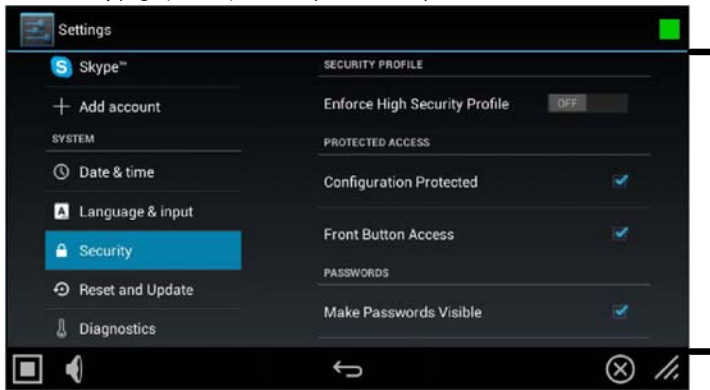 Settings
Skype™
Add account
SYSTEM
Date & time
A Language & input
Security
Reset and Update
Diagnostics
SECURITY PROFILE
Enforce High Security Profile OFF
PROTECTED ACCESS
Configuration Protected
Front Button Access
PASSWORDS
Make Passwords Visible